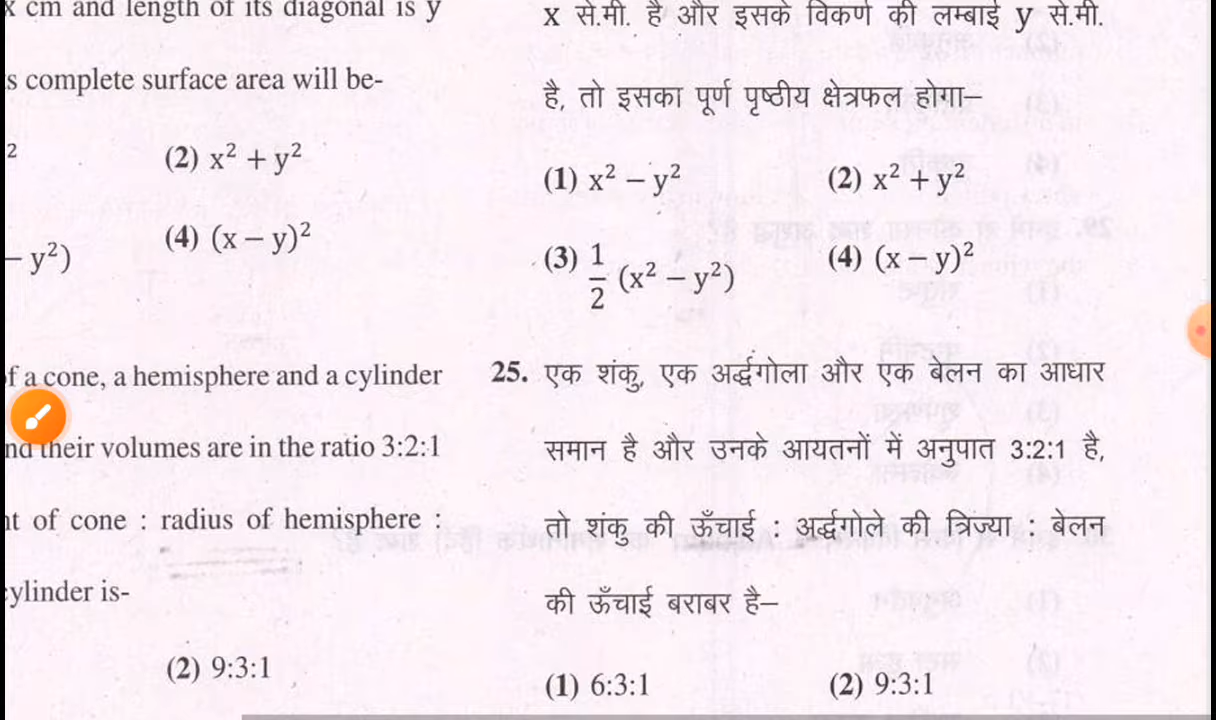 x cm and length of its diagonal is y
s complete surface area will be-
2
(2) x² + y²
– y²)
(4) (x – y)²
f a cone, a hemisphere and a cylinder
nd their volumes are in the ratio 3:2:1
nt of cone : radius of hemisphere :
cylinder is-
(2) 9:3:1
x से.मी. है और इसके विकर्ण की लम्बाई y से.मी.
है, तो इसका पूर्ण पृष्ठीय क्षेत्रफल होगा–
(1) x² – y² (2) x² + y²
(3) 1/2 (x² – y²) (4) (x – y)²
25. एक शंकु, एक अर्द्धगोला और एक बेलन का आधार
समान है और उनके आयतनों में अनुपात 3:2:1 है,
तो शंकु की ऊँचाई : अर्द्धगोले की त्रिज्या : बेलन
की ऊँचाई बराबर है–
(1) 6:3:1 (2) 9:3:1